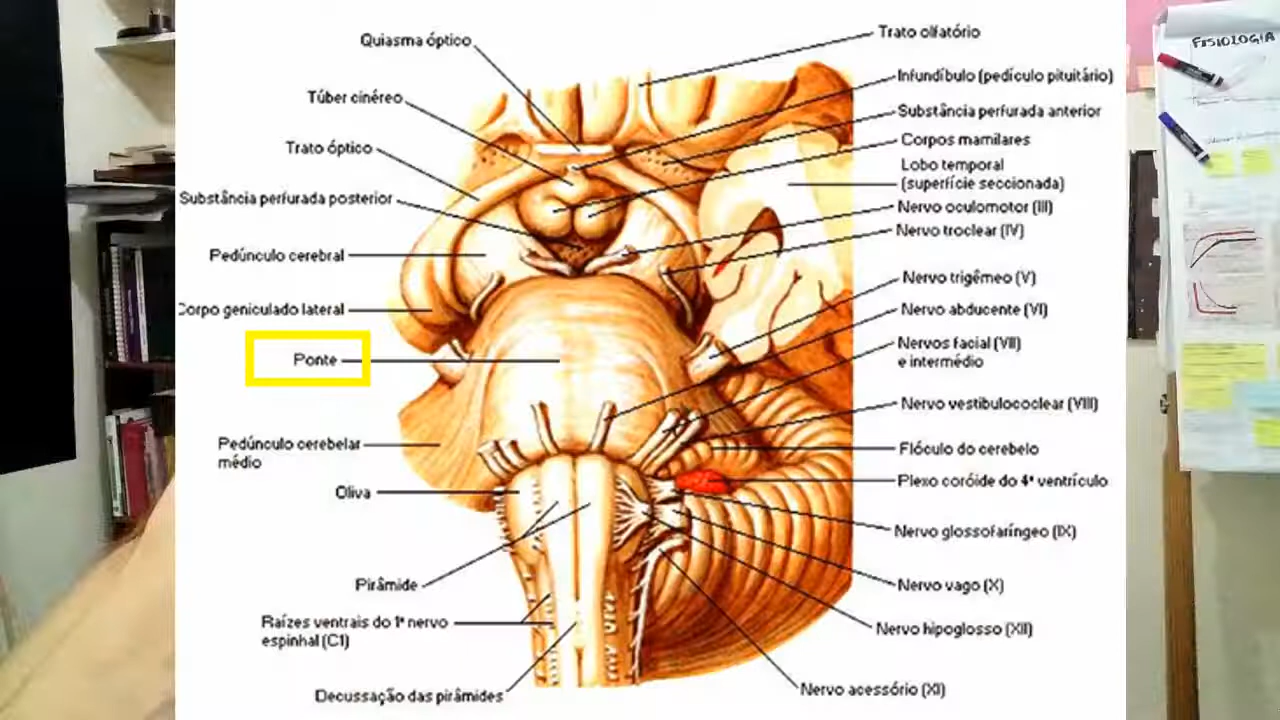 Quiasma óptico
Túber cinéreo
Trato óptico
Substância perfurada posterior
Pedúnculo cerebral
Corpo geniculado lateral
Ponte
Pedúnculo cerebelar
médio
Oliva
Pirâmide
Raízes ventrais do 1º nervo
espinhal (C1)
Decussação das pirâmides
Trato olfatório
Infundíbulo (pedículo pituitário)
Substância perfurada anterior
Corpos mamilares
Lobo temporal
(superfície seccionada)
Nervo oculomotor (III)
Nervo troclear (IV)
Nervo trigêmeo (V)
Nervo abducente (VI)
Nervos facial (VII)
e intermédio
Nervo vestibulococlear (VIII)
Flóculo do cerebelo
Plexo coróide do 4º ventrículo
Nervo glossofaríngeo (IX)
Nervo vago (X)
Nervo hipoglosso (XII)
Nervo acessório (XI)
FISIOLOGIA